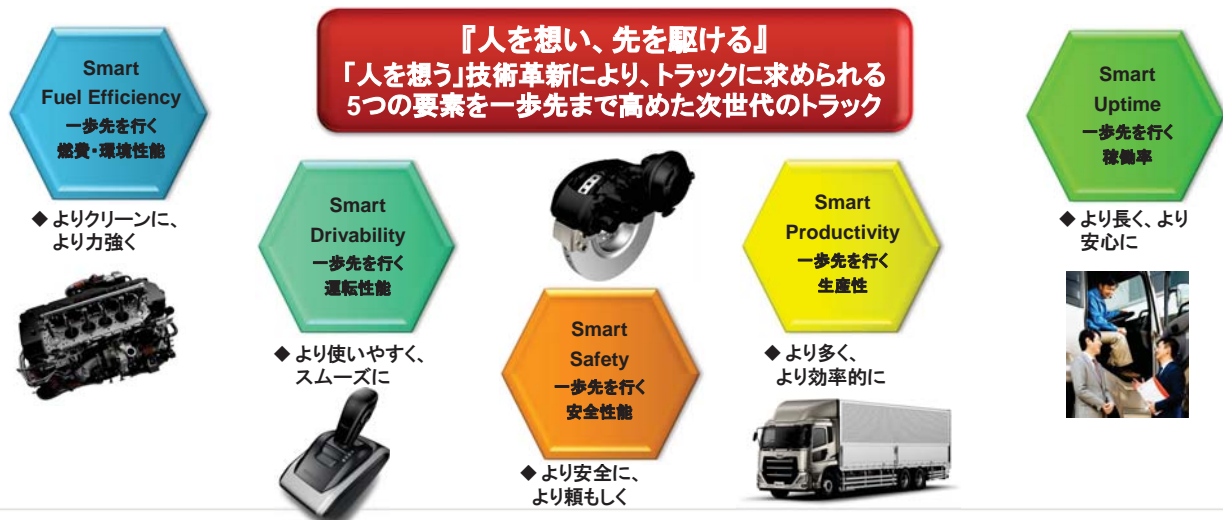 『人を想い、先を駆ける』
「人を想う」技術革新により、トラックに求められる
5つの要素を一歩先まで高めた次世代のトラック
Smart
Fuel Efficiency
一歩先を行く
燃費・環境性能
◆ よりクリーンに、
より力強く
Smart
Drivability
一歩先を行く
運転性能
◆ より使いやすく、
スムーズに
Smart
Safety
一歩先を行く
安全性能
◆ より安全に、
より頼もしく
Smart
Productivity
一歩先を行く
生産性
◆ より多く、
より効率的に
Smart
Uptime
一歩先を行く
稼働率
◆ より長く、より
安心に